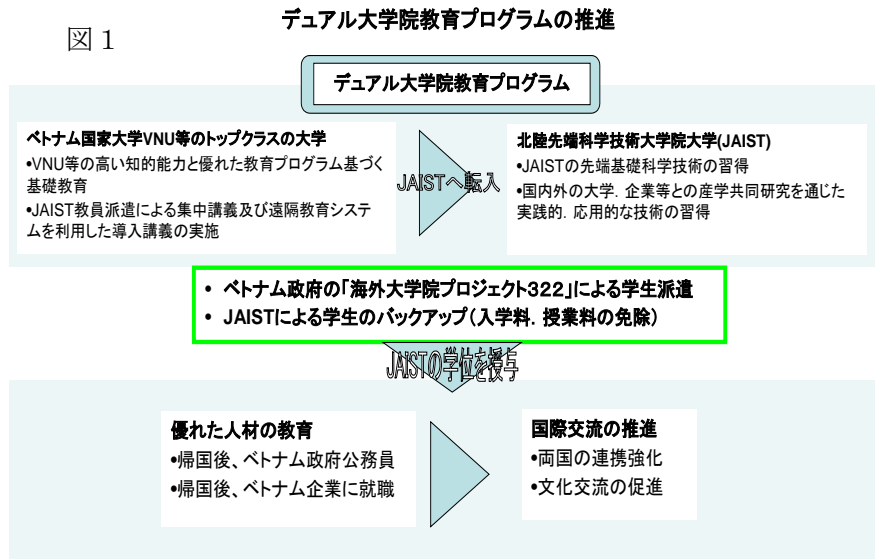 デュアル大学院教育プログラムの推進
図1
デュアル大学院教育プログラム
ベトナム国家大学VNU等のトップクラスの大学
•VNU等の高い知的能力と優れた教育プログラム基づく
基礎教育
•JAIST教員派遣による集中講義及び遠隔教育システ
ムを利用した導入講義の実施
JAISTへ転入
北陸先端科学技術大学院大学(JAIST)
•JAISTの先端基礎科学技術の習得
•国内外の大学．企業等との産学共同研究を通じた
実践的．応用的な技術の習得
• ベトナム政府の「海外大学院プロジェクト322」による学生派遣
• JAISTによる学生のバックアップ（入学料．授業料の免除）
JAISTの学位を授与
優れた人材の教育
•帰国後、ベトナム政府公務員
•帰国後、ベトナム企業に就職
国際交流の推進
•両国の連携強化
•文化交流の促進